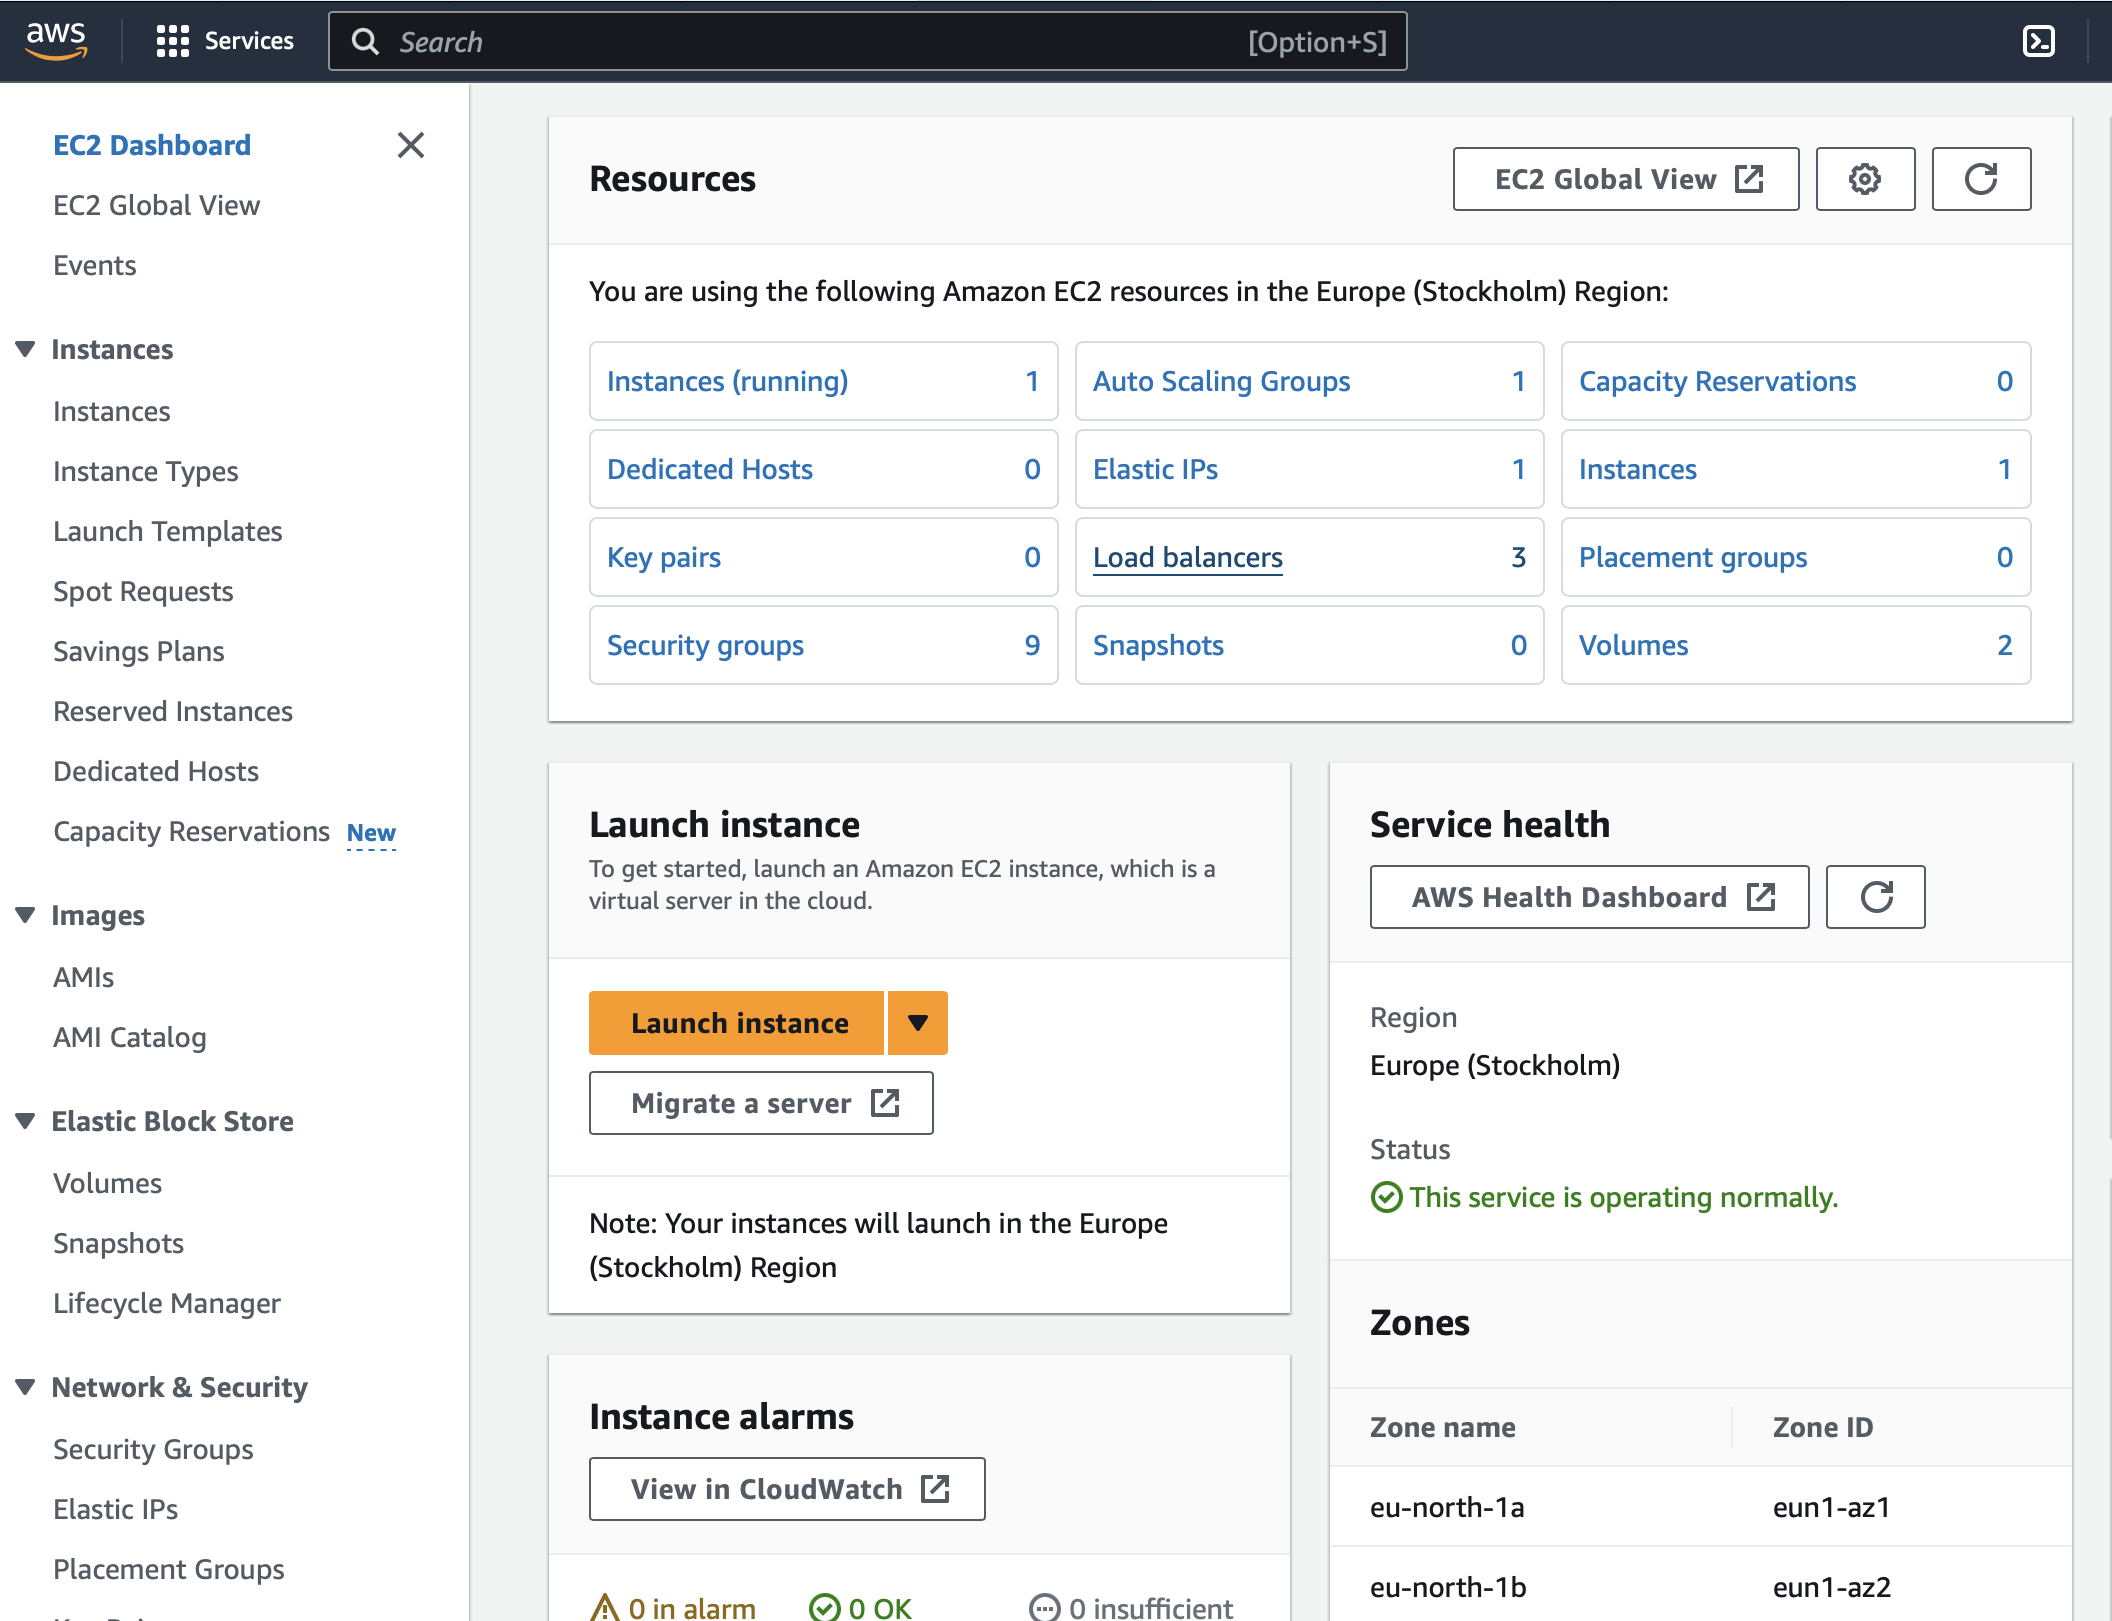 aws
Services
Search
[Option+S]
EC2 Dashboard
EC2 Global View
Events
Instances
Instances
Instance Types
Launch Templates
Spot Requests
Savings Plans
Reserved Instances
Dedicated Hosts
Capacity Reservations New
Images
AMIs
AMI Catalog
Elastic Block Store
Volumes
Snapshots
Lifecycle Manager
Network & Security
Security Groups
Elastic IPs
Placement Groups
Resources
EC2 Global View
You are using the following Amazon EC2 resources in the Europe (Stockholm) Region:
Instances (running) 1
Auto Scaling Groups 1
Capacity Reservations 0
Dedicated Hosts 0
Elastic IPs 1
Instances 1
Key pairs 0
Load balancers 3
Placement groups 0
Security groups 9
Snapshots 0
Volumes 2
Launch instance
To get started, launch an Amazon EC2 instance, which is a
virtual server in the cloud.
Launch instance
Migrate a server
Note: Your instances will launch in the Europe
(Stockholm) Region
Instance alarms
View in CloudWatch
0 in alarm
0 OK
0 insufficient
Service health
AWS Health Dashboard
Region
Europe (Stockholm)
Status
This service is operating normally.
Zones
Zone name Zone ID
eu-north-1a eun1-az1
eu-north-1b eun1-az2